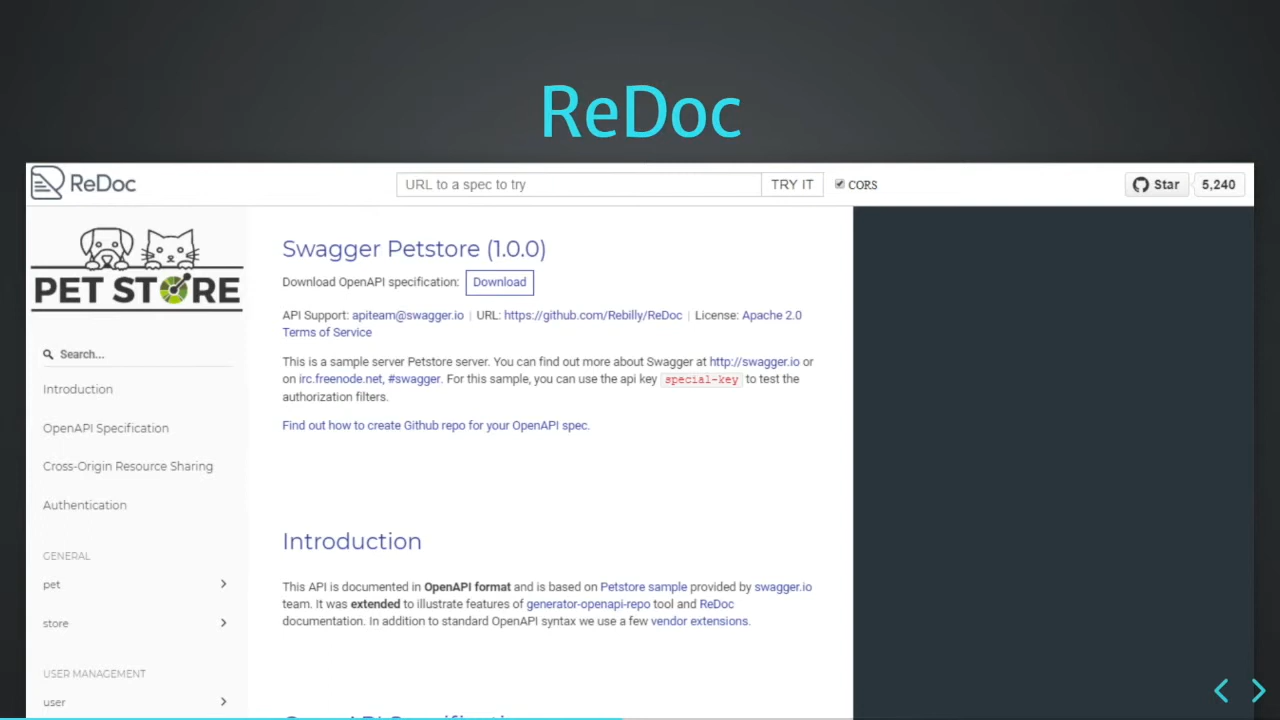 ReDoc
ReDoc
URL to a spec to try
TRY IT
CORS
Star
5,240
PET STORE
Search...
Introduction
OpenAPI Specification
Cross-Origin Resource Sharing
Authentication
GENERAL
pet
store
USER MANAGEMENT
user
Swagger Petstore (1.0.0)
Download OpenAPI specification: Download
API Support: apiteam@swagger.io | URL: https://github.com/Rebilly/ReDoc | License: Apache 2.0
Terms of Service
This is a sample server Petstore server. You can find out more about Swagger at http://swagger.io or
on irc.freenode.net, #swagger. For this sample, you can use the api key special-key to test the
authorization filters.
Find out how to create Github repo for your OpenAPI spec.
Introduction
This API is documented in OpenAPI format and is based on Petstore sample provided by swagger.io
team. It was extended to illustrate features of generator-openapi-repo tool and ReDoc
documentation. In addition to standard OpenAPI syntax we use a few vendor extensions.